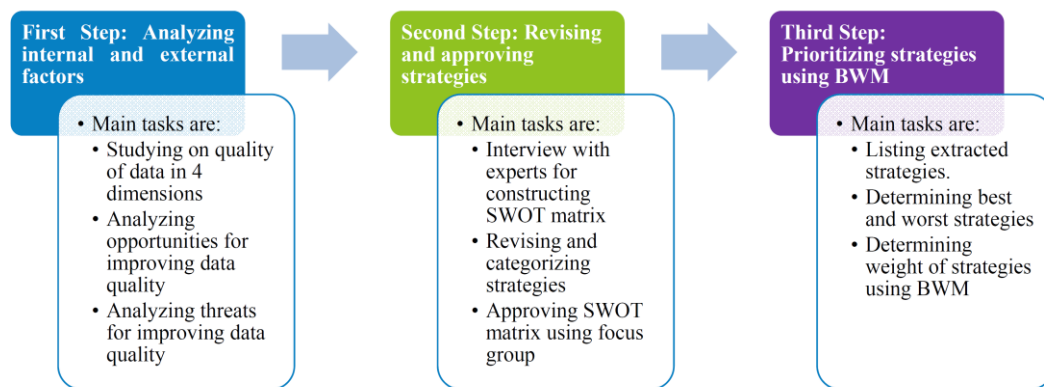 First Step: Analyzing
internal and external
factors
• Main tasks are:
• Studying on quality
of data in 4
dimensions
• Analyzing
opportunities for
improving data
quality
• Analyzing threats
for improving data
quality
Second Step: Revising
and approving
strategies
• Main tasks are:
• Interview with
experts for
constructing
SWOT matrix
• Revising and
categorizing
strategies
• Approving SWOT
matrix using focus
group
Third Step:
Prioritizing strategies
using BWM
• Main tasks are:
• Listing extracted
strategies.
• Determining best
and worst strategies
• Determining
weight of strategies
using BWM